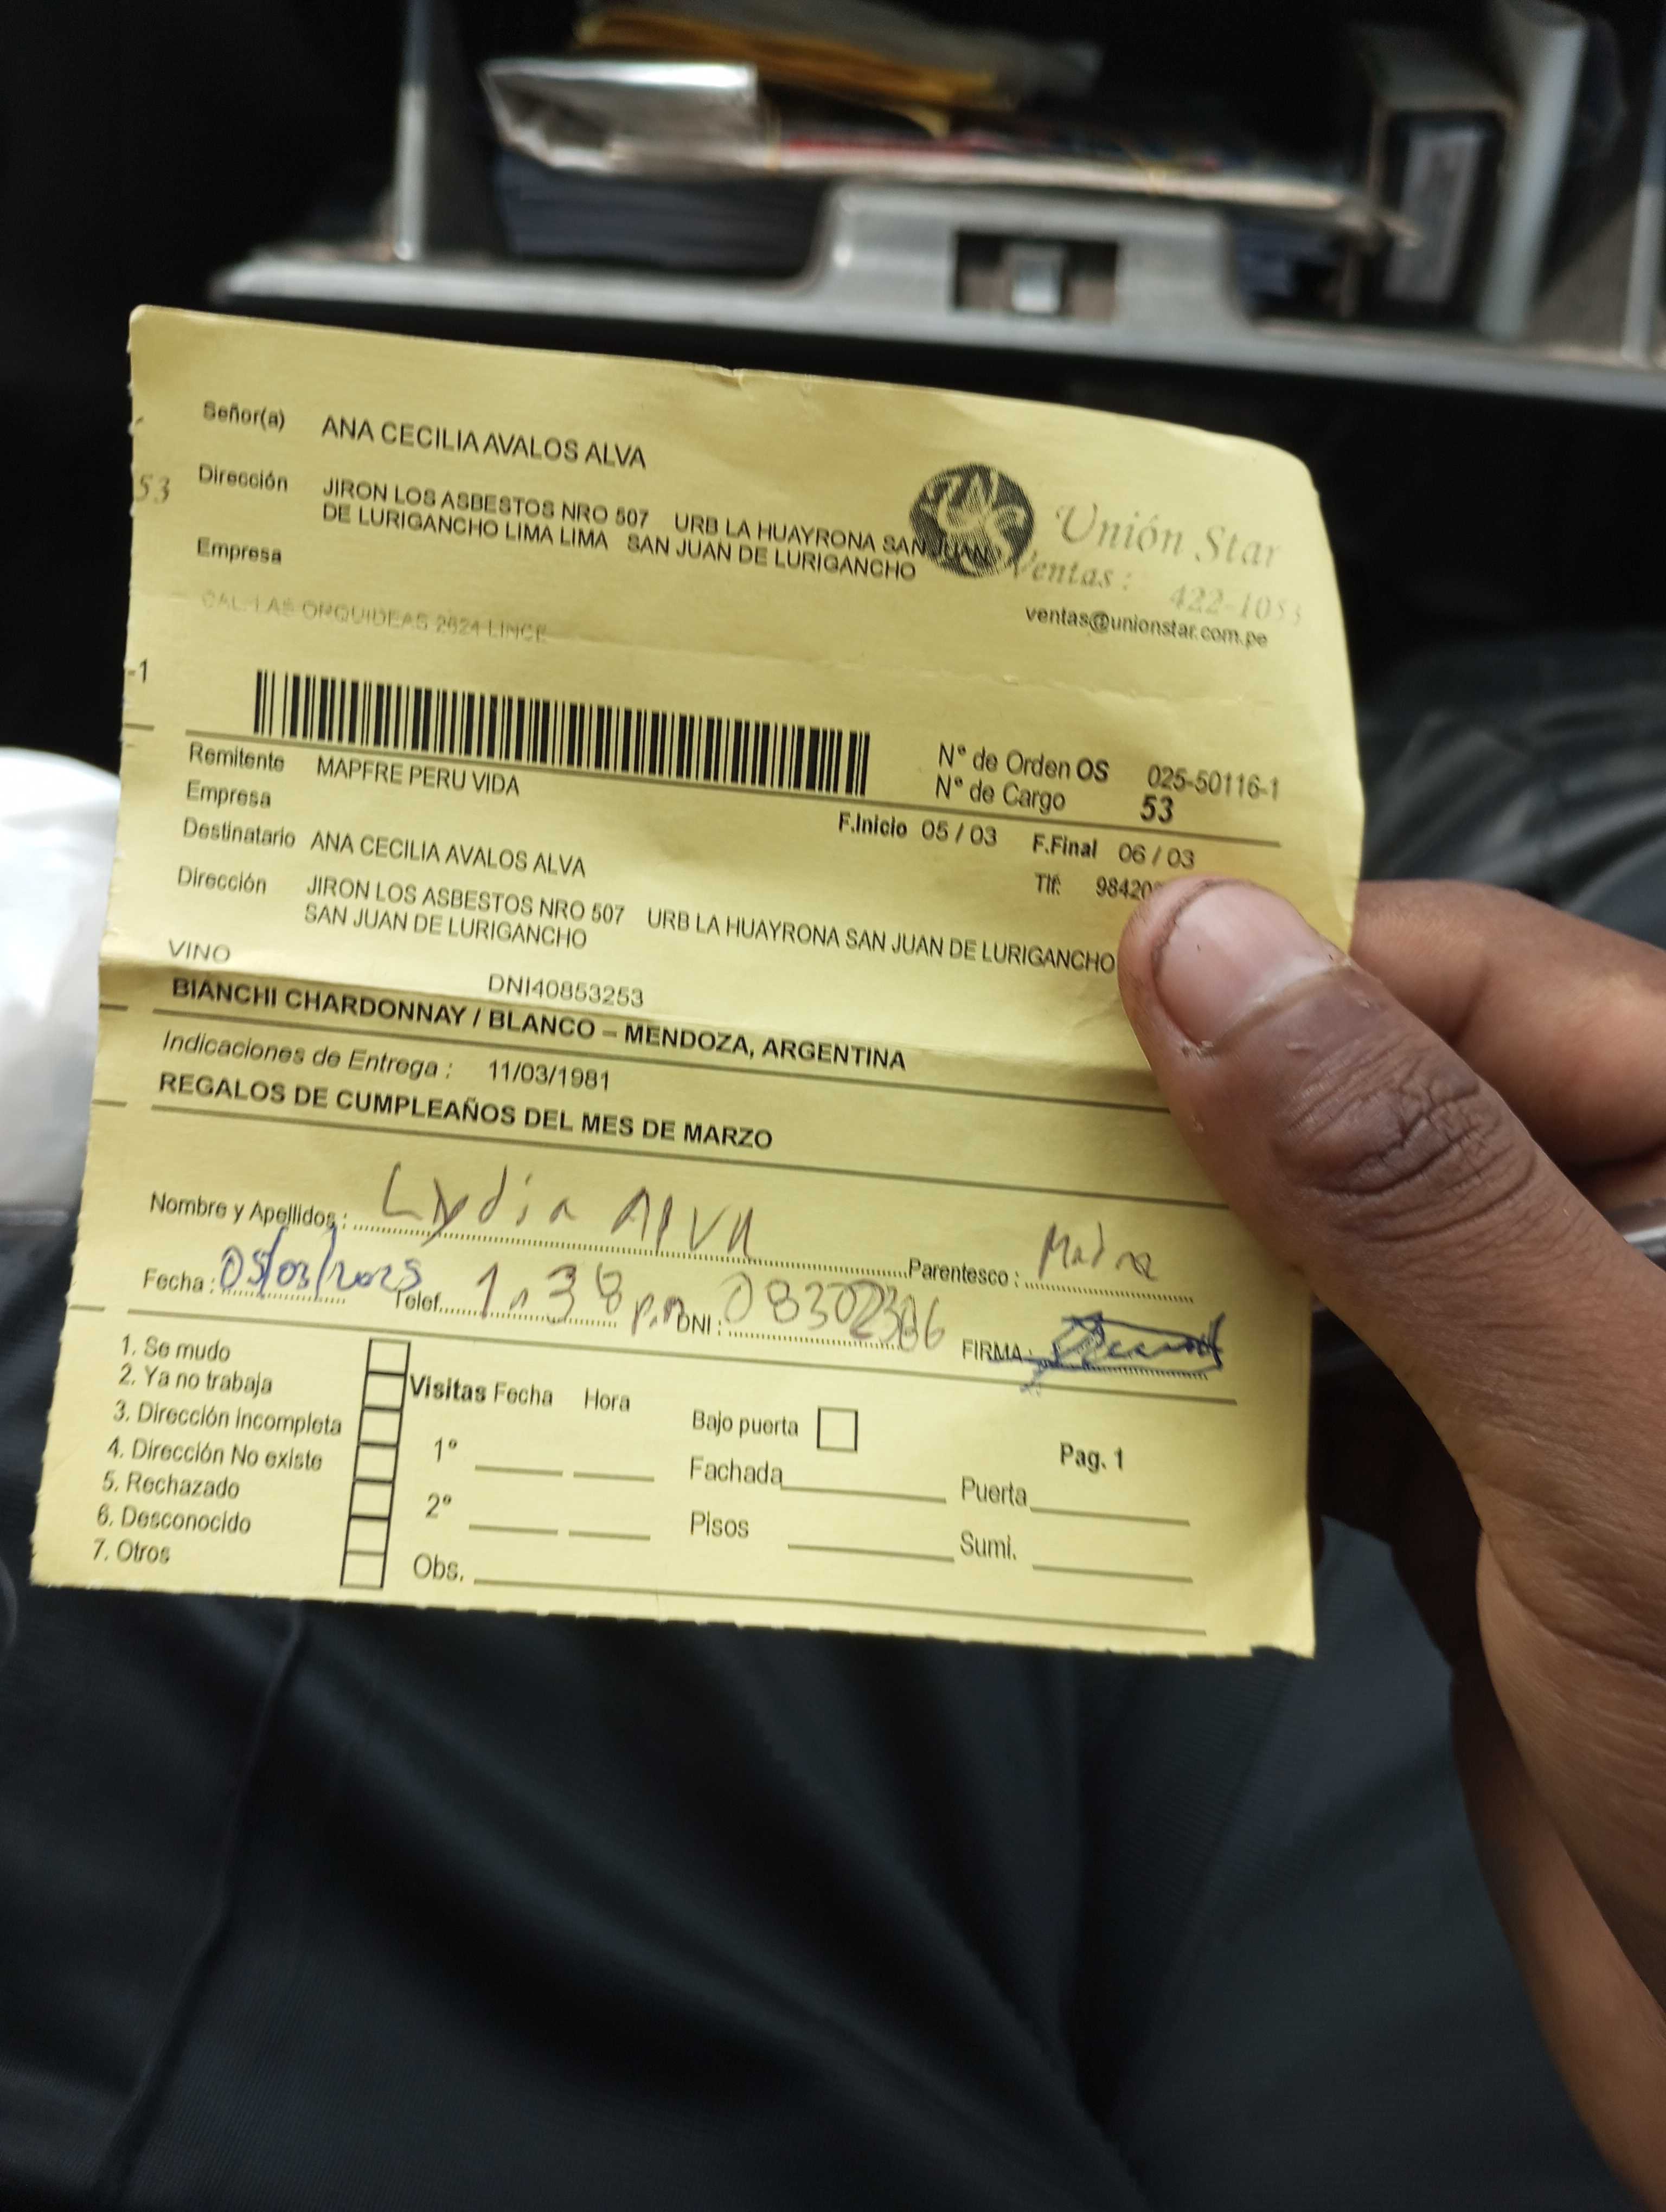 Señor(a) ANA CECILIA AVALOS ALVA
53 Dirección JIRON LOS ASBESTOS NRO 507 URB LA HUAYRONA SAN JUAN
DE LURIGANCHO LIMA LIMA SAN JUAN DE LURIGANCHO
Empresa
Unión Star
Ventas : 422-1053
ventas@unionstar.com.pe
CAL. LAS ORQUIDEAS 2624 LINCE
-1
N° de Orden OS 025-50116-1
N° de Cargo 53
Remitente MAPFRE PERU VIDA
Empresa
F.Inicio 05 / 03 F.Final 06 / 03
Destinatario ANA CECILIA AVALOS ALVA
Tlf: 98420
Dirección JIRON LOS ASBESTOS NRO 507 URB LA HUAYRONA SAN JUAN DE LURIGANCHO
SAN JUAN DE LURIGANCHO
VINO DNI40853253
BIANCHI CHARDONNAY / BLANCO – MENDOZA, ARGENTINA
Indicaciones de Entrega : 11/03/1981
REGALOS DE CUMPLEAÑOS DEL MES DE MARZO
Nombre y Apellidos : Lydia Alva Parentesco : Madre
Fecha : 05/03/2025 Telef. 1:38 p.m DNI : FIRMA :
1. Se mudo
2. Ya no trabaja
3. Dirección incompleta
4. Dirección No existe
5. Rechazado
6. Desconocido
7. Otros
Visitas Fecha Hora
1°
2°
Obs.
Bajo puerta
Fachada
Pisos
Pag. 1
Puerta
Sumi.